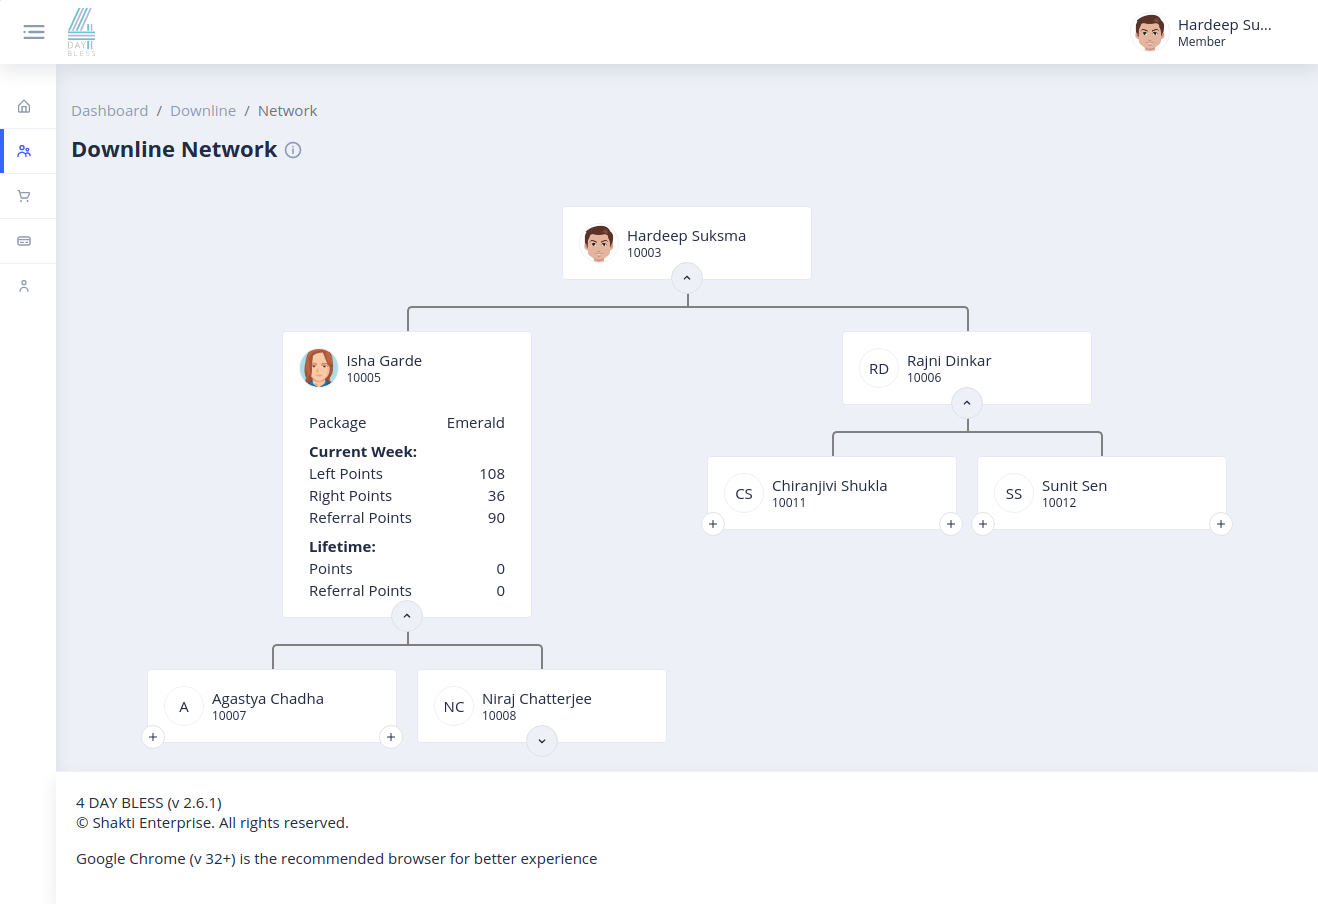 DAY
BLESS
Hardeep Su...
Member
Dashboard / Downline / Network
Downline Network
Hardeep Suksma
10003
Isha Garde
10005
Package Emerald
Current Week:
Left Points 108
Right Points 36
Referral Points 90
Lifetime:
Points 0
Referral Points 0
RD
Rajni Dinkar
10006
CS
Chiranjivi Shukla
10011
SS
Sunit Sen
10012
A
Agastya Chadha
10007
NC
Niraj Chatterjee
10008
4 DAY BLESS (v 2.6.1)
© Shakti Enterprise. All rights reserved.
Google Chrome (v 32+) is the recommended browser for better experience